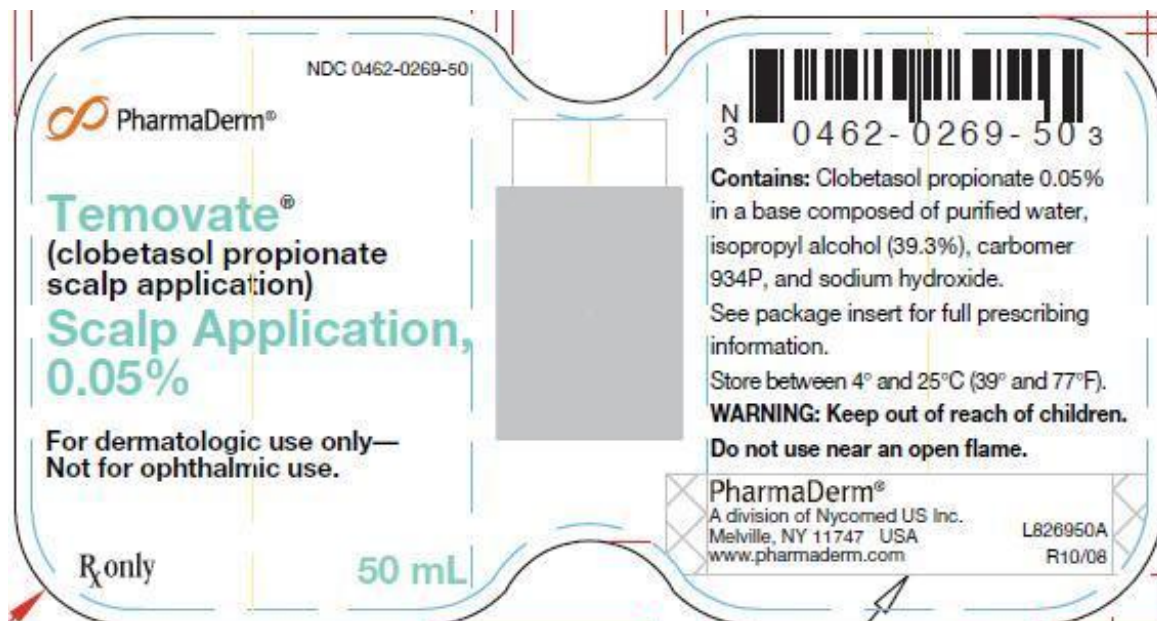 NDC 0462-0269-50
PharmaDerm®
Temovate®
(clobetasol propionate
scalp application)
Scalp Application,
0.05%
For dermatologic use only—
Not for ophthalmic use.
Rx only
50 mL
N
3 0462-0269-50 3
Contains: Clobetasol propionate 0.05%
in a base composed of purified water,
isopropyl alcohol (39.3%), carbomer
934P, and sodium hydroxide.
See package insert for full prescribing
information.
Store between 4° and 25°C (39° and 77°F).
WARNING: Keep out of reach of children.
Do not use near an open flame.
PharmaDerm®
A division of Nycomed US Inc.
Melville, NY 11747 USA
www.pharmaderm.com
L826950A
R10/08